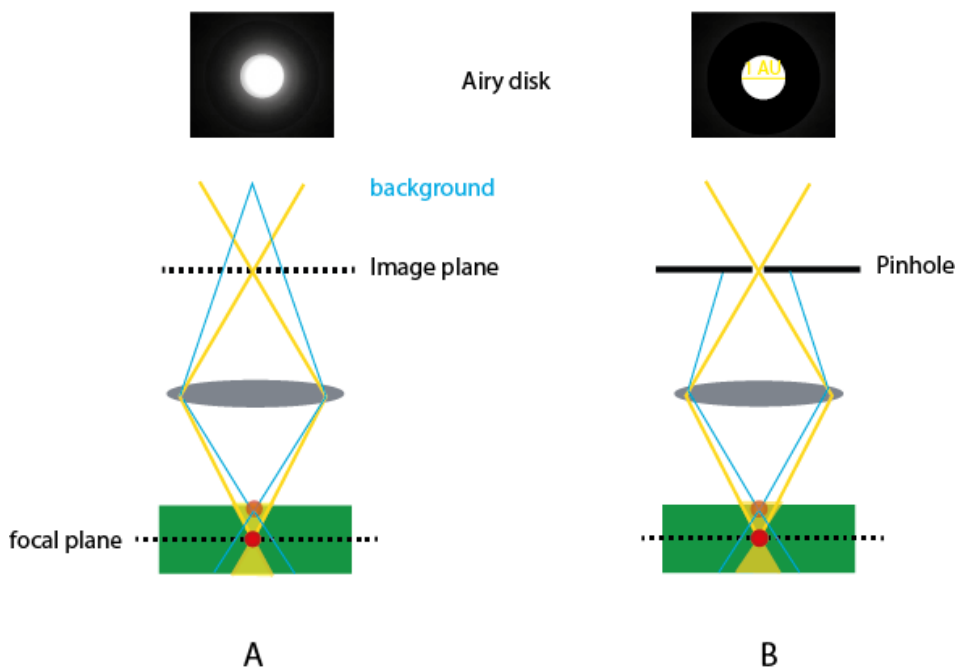 Airy disk
1 AU
background
Image plane
Pinhole
focal plane
A
B